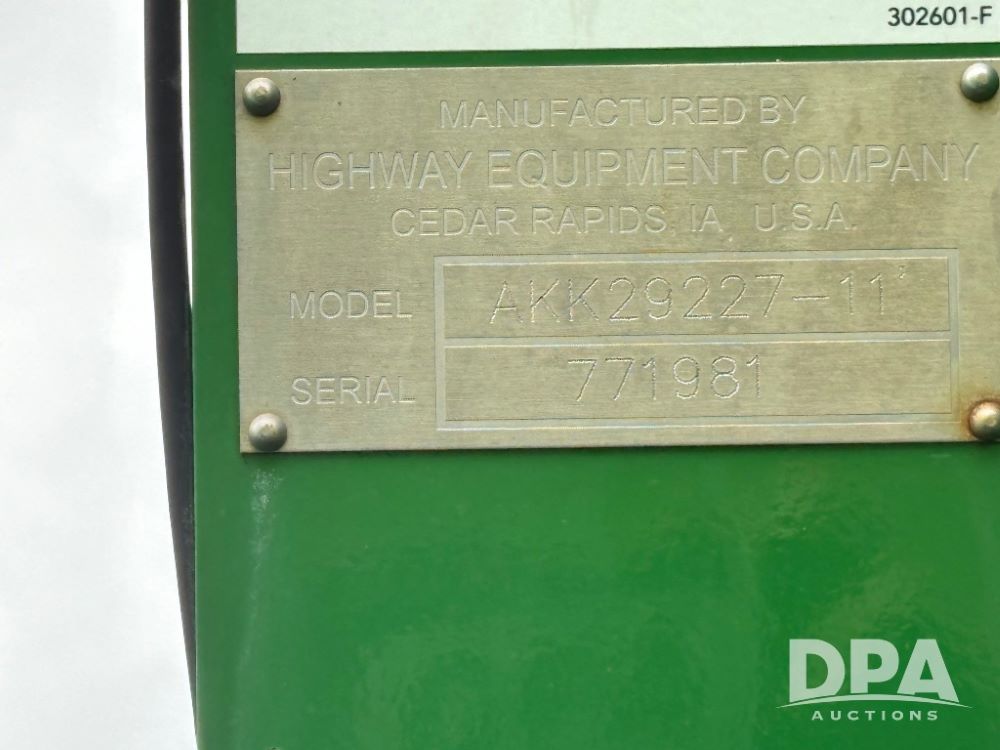 302601-F
MANUFACTURED BY
HIGHWAY EQUIPMENT COMPANY
CEDAR RAPIDS, IA U.S.A.
MODEL AKK29227-11'
SERIAL 771981
DPA
AUCTIONS